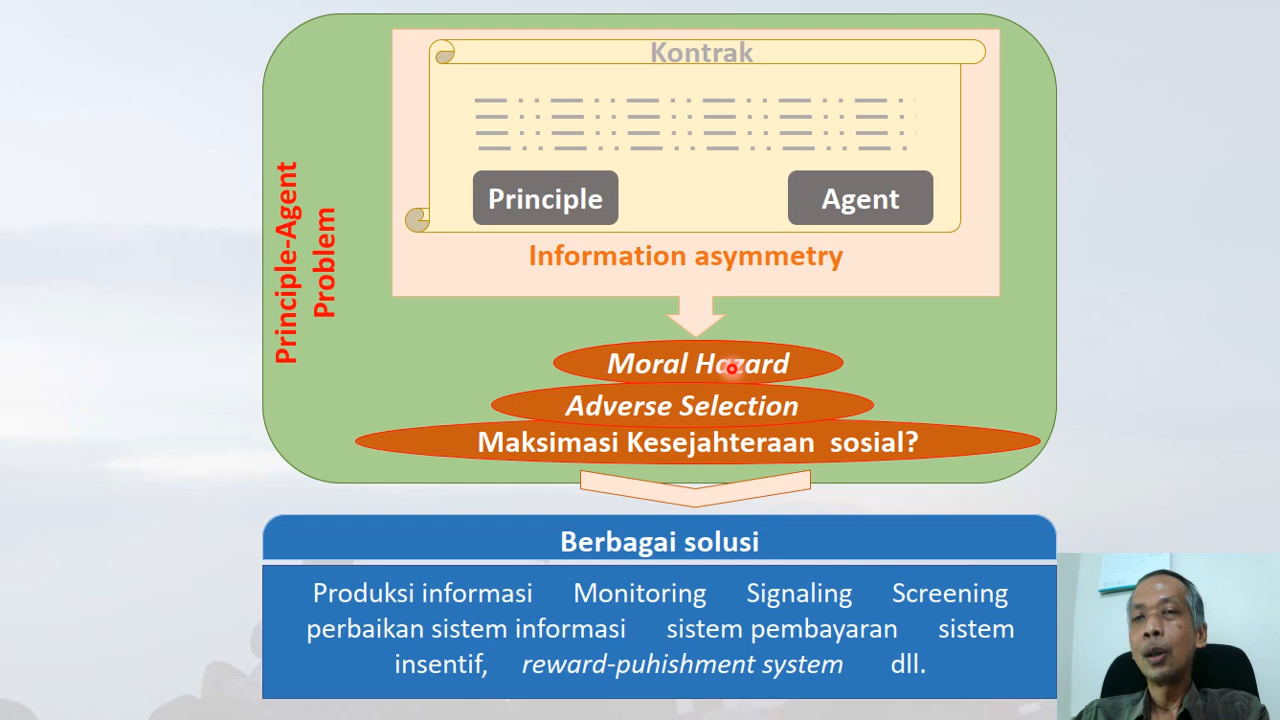 Kontrak
Principle
Agent
Information asymmetry
Principle-Agent
Problem
Moral Hazard
Adverse Selection
Maksimasi Kesejahteraan sosial?
Berbagai solusi
Produksi informasi Monitoring Signaling Screening
perbaikan sistem informasi sistem pembayaran sistem
insentif, reward-puhishment system dll.